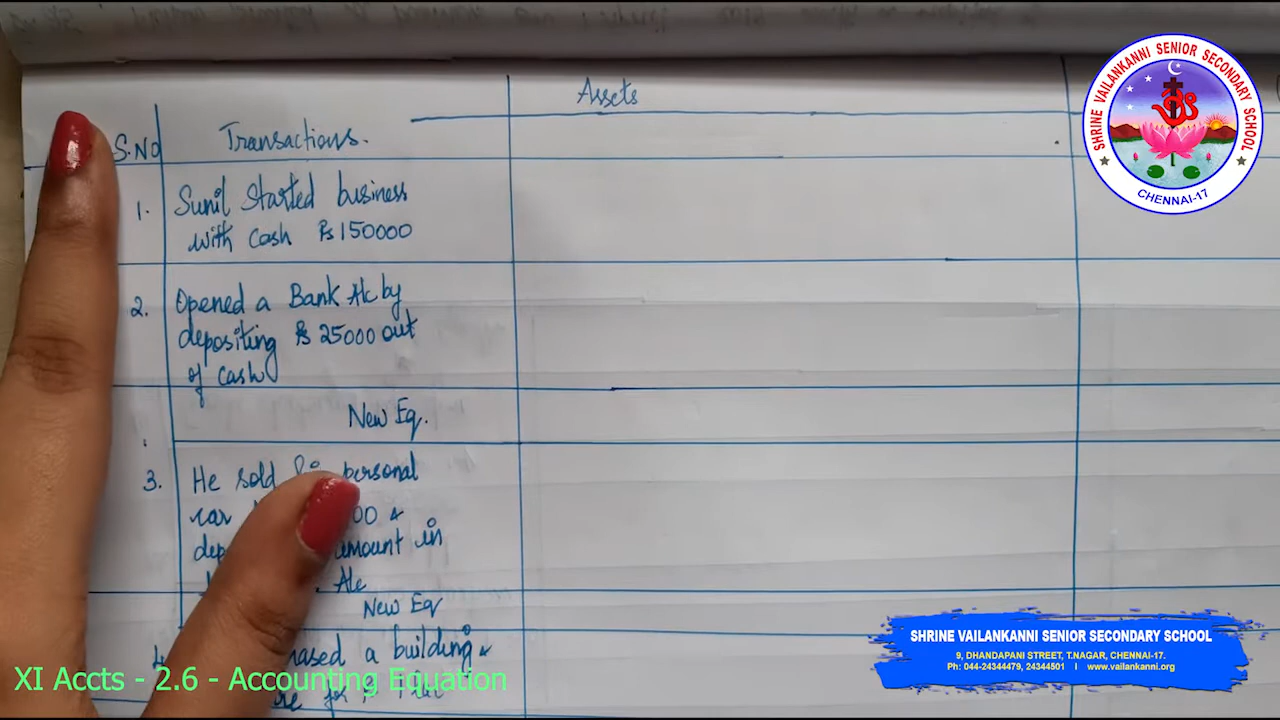 Assets
S.No Transactions.
1. Sunil Started business
with cash ₨ 150000
2. Opened a Bank A/c by
depositing ₨ 25000 out
of cash
New Eq.
3. He sold personal
car 00 &
amount in
A/c
New Eq
4. a building &
for
SHRINE VAILANKANNI SENIOR SECONDARY SCHOOL
CHENNAI-17
SHRINE VAILANKANNI SENIOR SECONDARY SCHOOL
9, DHANDAPANI STREET, T.NAGAR, CHENNAI-17.
Ph: 044-24344479, 24344501 I www.vailankanni.org
XI Accts - 2.6 - Accounting Equation